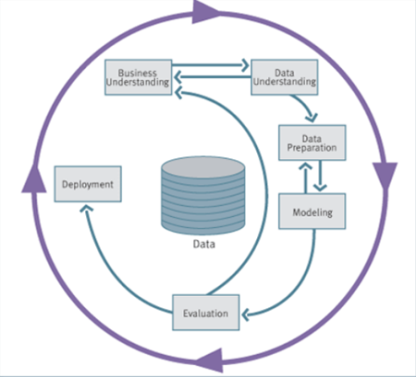 Business
Understanding
Data
Understanding
Data
Preparation
Modeling
Deployment
Data
Evaluation